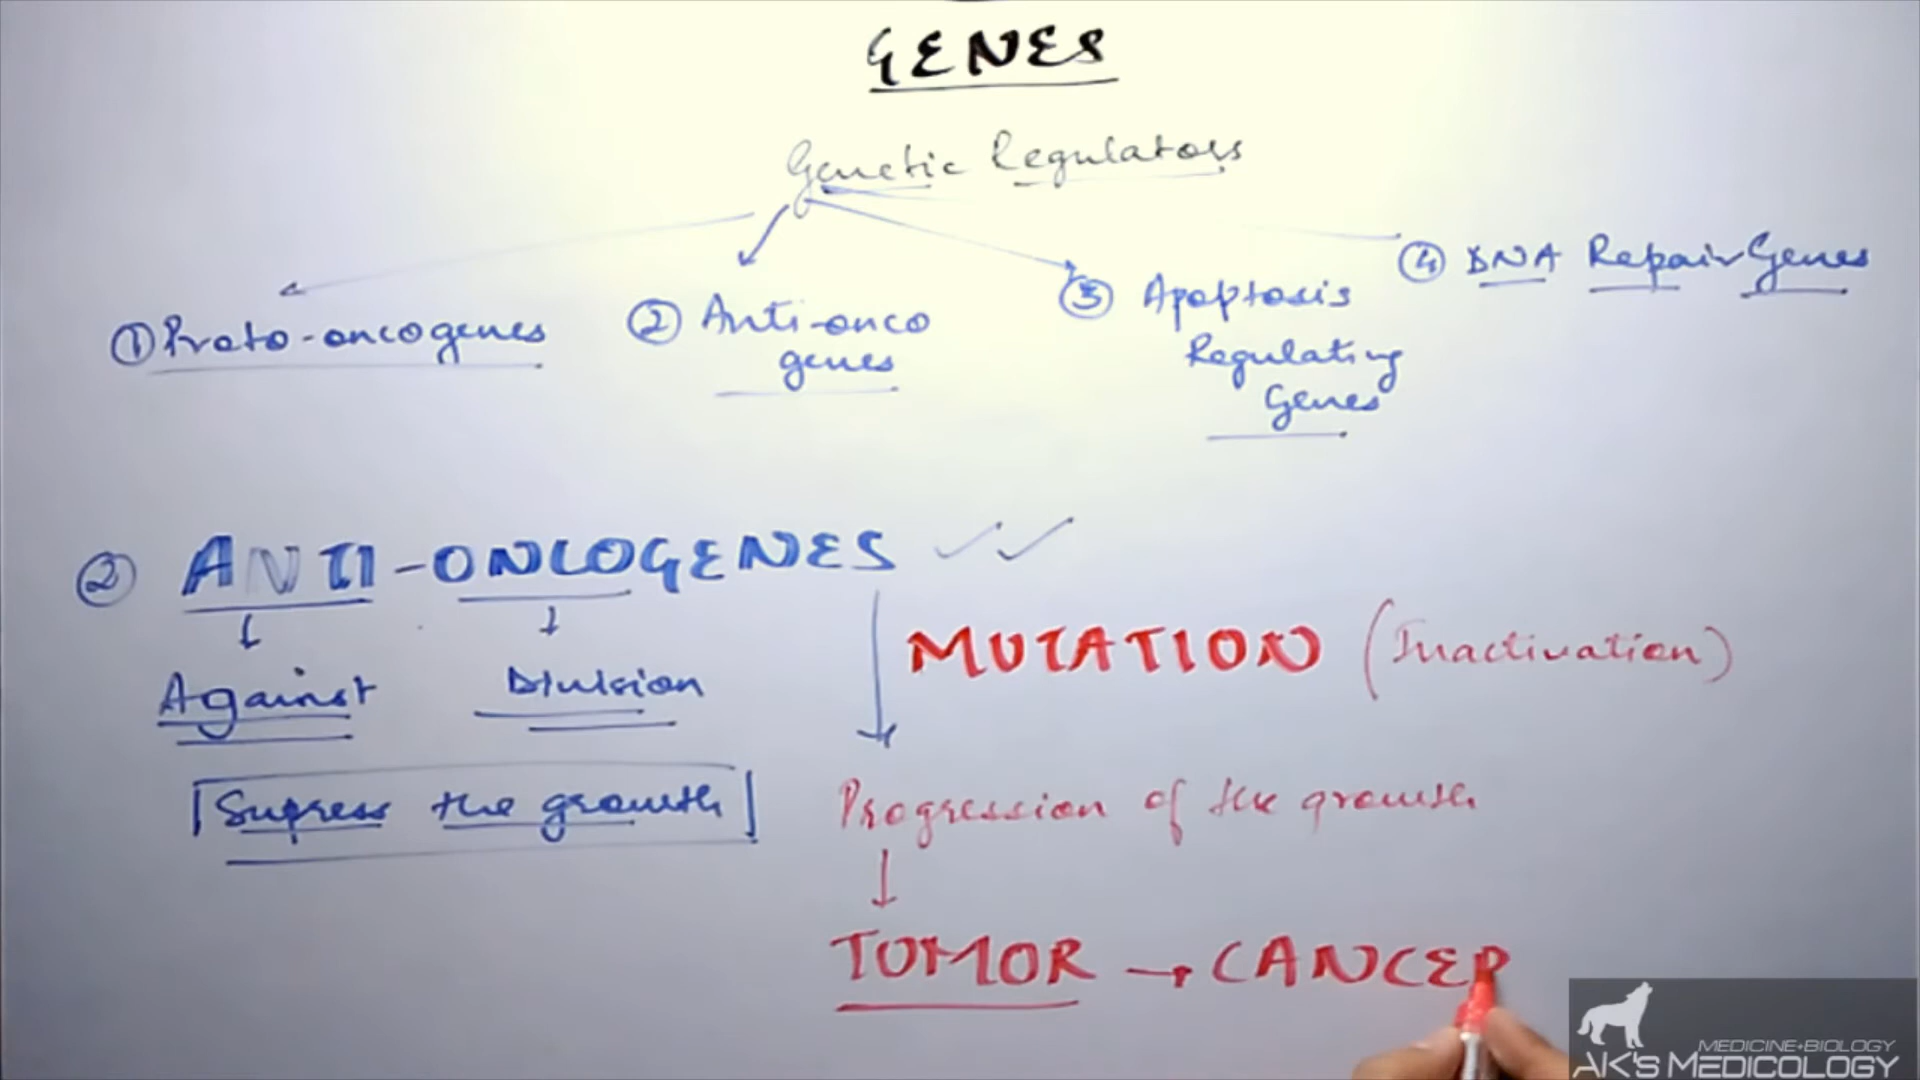 GENES
Genetic Regulators
① Proto-oncogenes
② Anti-onco
genes
③ Apoptosis
Regulating
Genes
④ DNA Repair Genes
② ANTI-ONCOGENES
Against Division
[Supress the growth]
MUTATION (Inactivation)
Progression of the growth
TUMOR → CANCER
MEDICINE+BIOLOGY
AK'S MEDICOLOGY